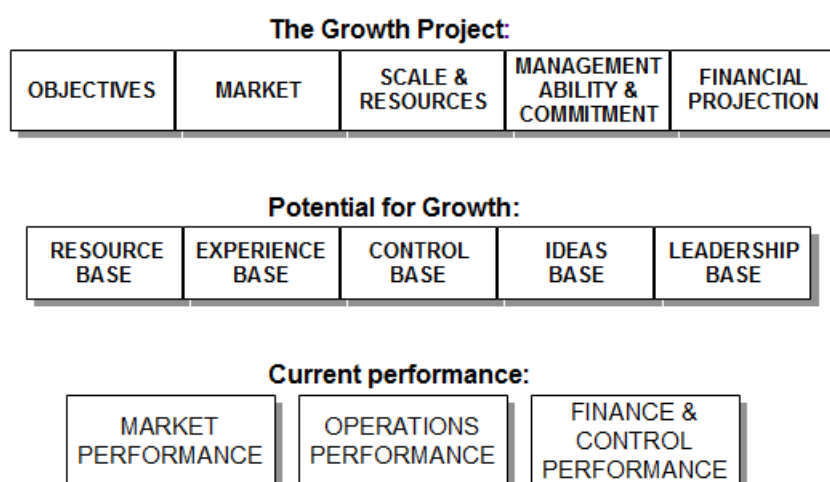 The Growth Project:
OBJECTIVES
MARKET
SCALE &
RESOURCES
MANAGEMENT
ABILITY &
COMMITMENT
FINANCIAL
PROJECTION
Potential for Growth:
RESOURCE
BASE
EXPERIENCE
BASE
CONTROL
BASE
IDEAS
BASE
LEADERSHIP
BASE
Current performance:
MARKET
PERFORMANCE
OPERATIONS
PERFORMANCE
FINANCE &
CONTROL
PERFORMANCE